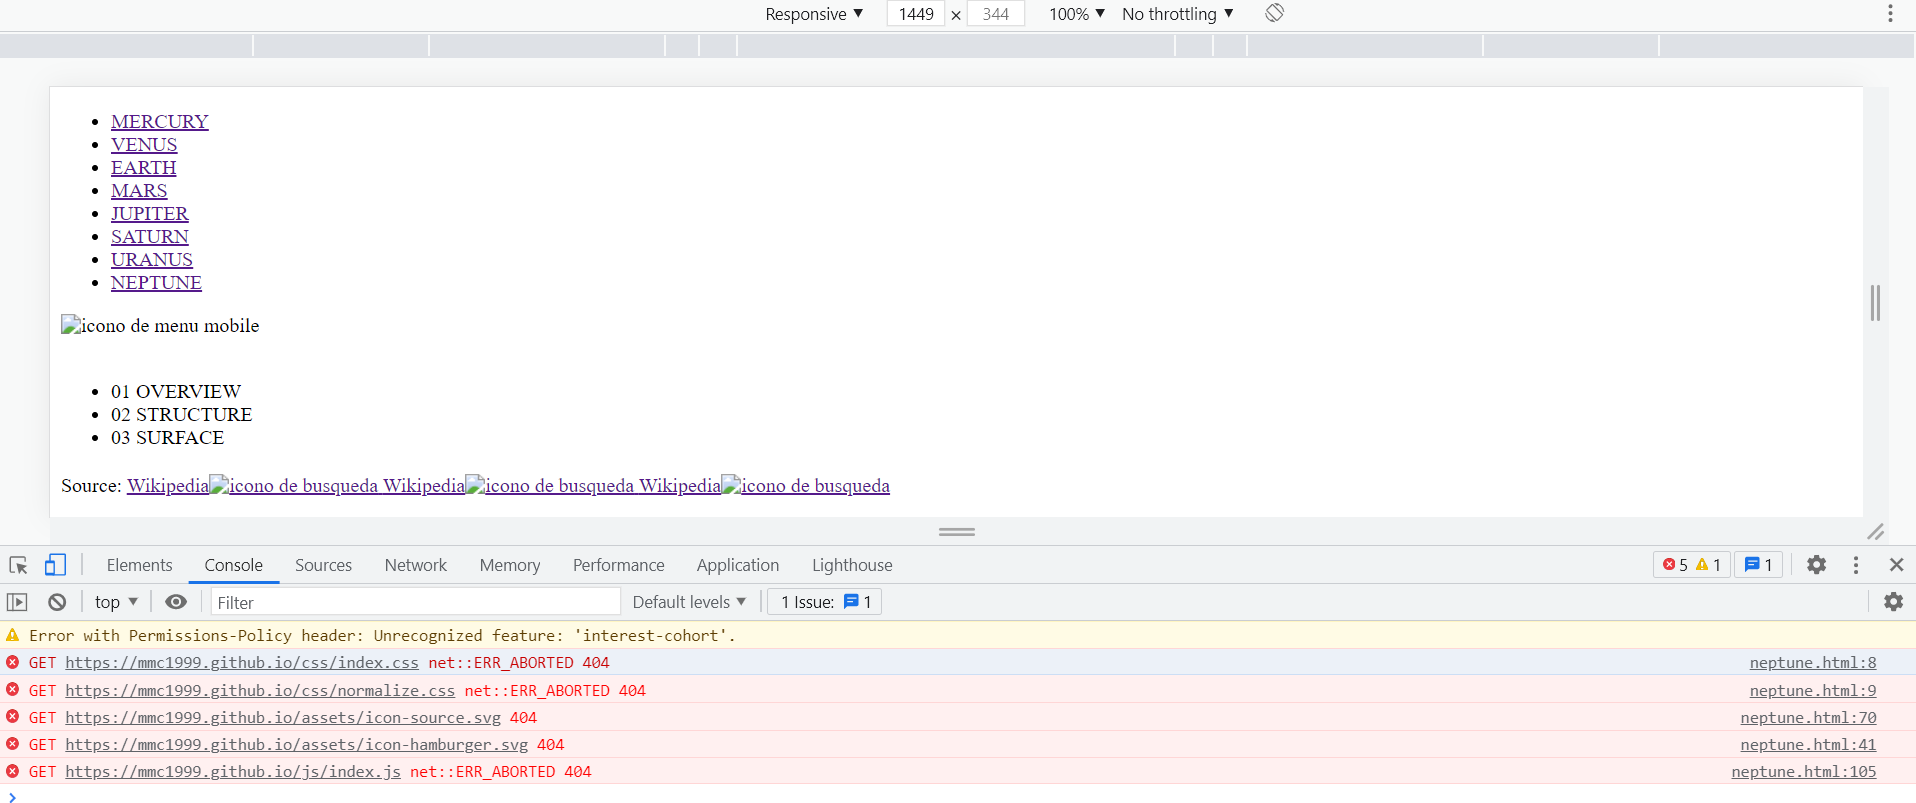 Responsive ▼ 1449 × 344 100% ▼ No throttling ▼
MERCURY
VENUS
EARTH
MARS
JUPITER
SATURN
URANUS
NEPTUNE
icono de menu mobile
01 OVERVIEW
02 STRUCTURE
03 SURFACE
Source: Wikipedia icono de busqueda Wikipedia icono de busqueda Wikipedia icono de busqueda
Elements Console Sources Network Memory Performance Application Lighthouse 5 1 1
top ▼ Filter Default levels ▼ 1 Issue: 1
Error with Permissions-Policy header: Unrecognized feature: 'interest-cohort'.
GET https://mmc1999.github.io/css/index.css net::ERR_ABORTED 404 neptune.html:8
GET https://mmc1999.github.io/css/normalize.css net::ERR_ABORTED 404 neptune.html:9
GET https://mmc1999.github.io/assets/icon-source.svg 404 neptune.html:70
GET https://mmc1999.github.io/assets/icon-hamburger.svg 404 neptune.html:41
GET https://mmc1999.github.io/js/index.js net::ERR_ABORTED 404 neptune.html:105